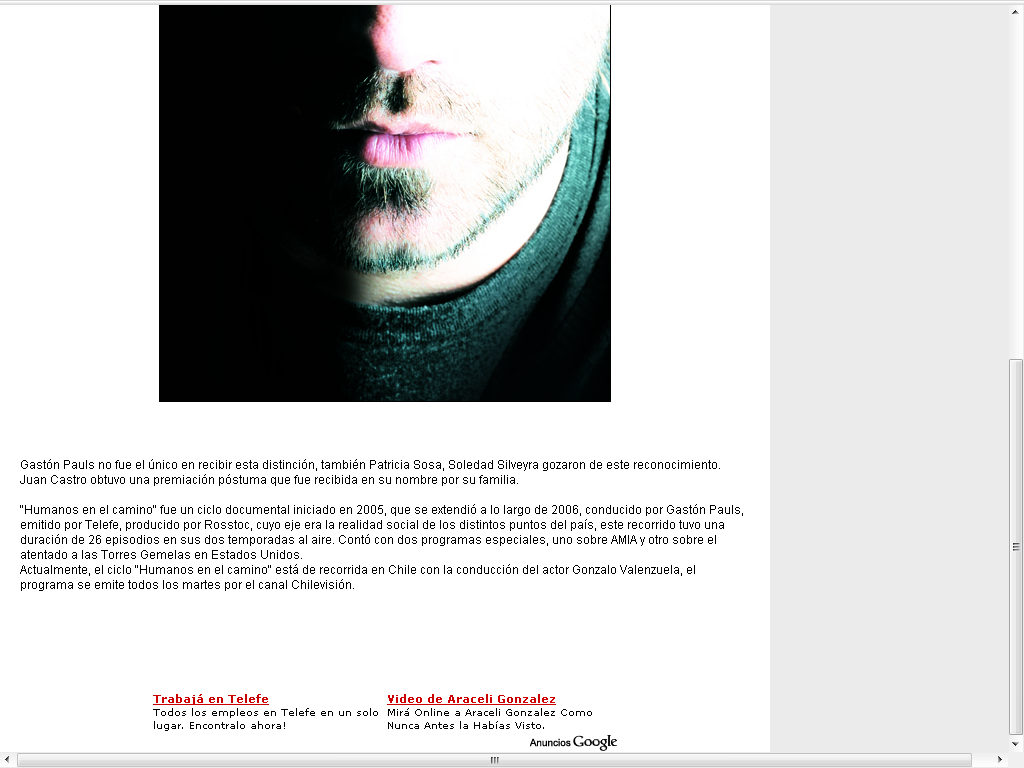 Gastón Pauls no fue el único en recibir esta distinción, también Patricia Sosa, Soledad Silveyra gozaron de este reconocimiento.
Juan Castro obtuvo una premiación póstuma que fue recibida en su nombre por su familia.
"Humanos en el camino" fue un ciclo documental iniciado en 2005, que se extendió a lo largo de 2006, conducido por Gastón Pauls,
emitido por Telefe, producido por Rosstoc, cuyo eje era la realidad social de los distintos puntos del país, este recorrido tuvo una
duración de 26 episodios en sus dos temporadas al aire. Contó con dos programas especiales, uno sobre AMIA y otro sobre el
atentado a las Torres Gemelas en Estados Unidos.
Actualmente, el ciclo "Humanos en el camino" está de recorrida en Chile con la conducción del actor Gonzalo Valenzuela, el
programa se emite todos los martes por el canal Chilevisión.
Trabajá en Telefe
Todos los empleos en Telefe en un solo
lugar. Encontralo ahora!
Video de Araceli Gonzalez
Mirá Online a Araceli Gonzalez Como
Nunca Antes la Habías Visto.
Anuncios Google